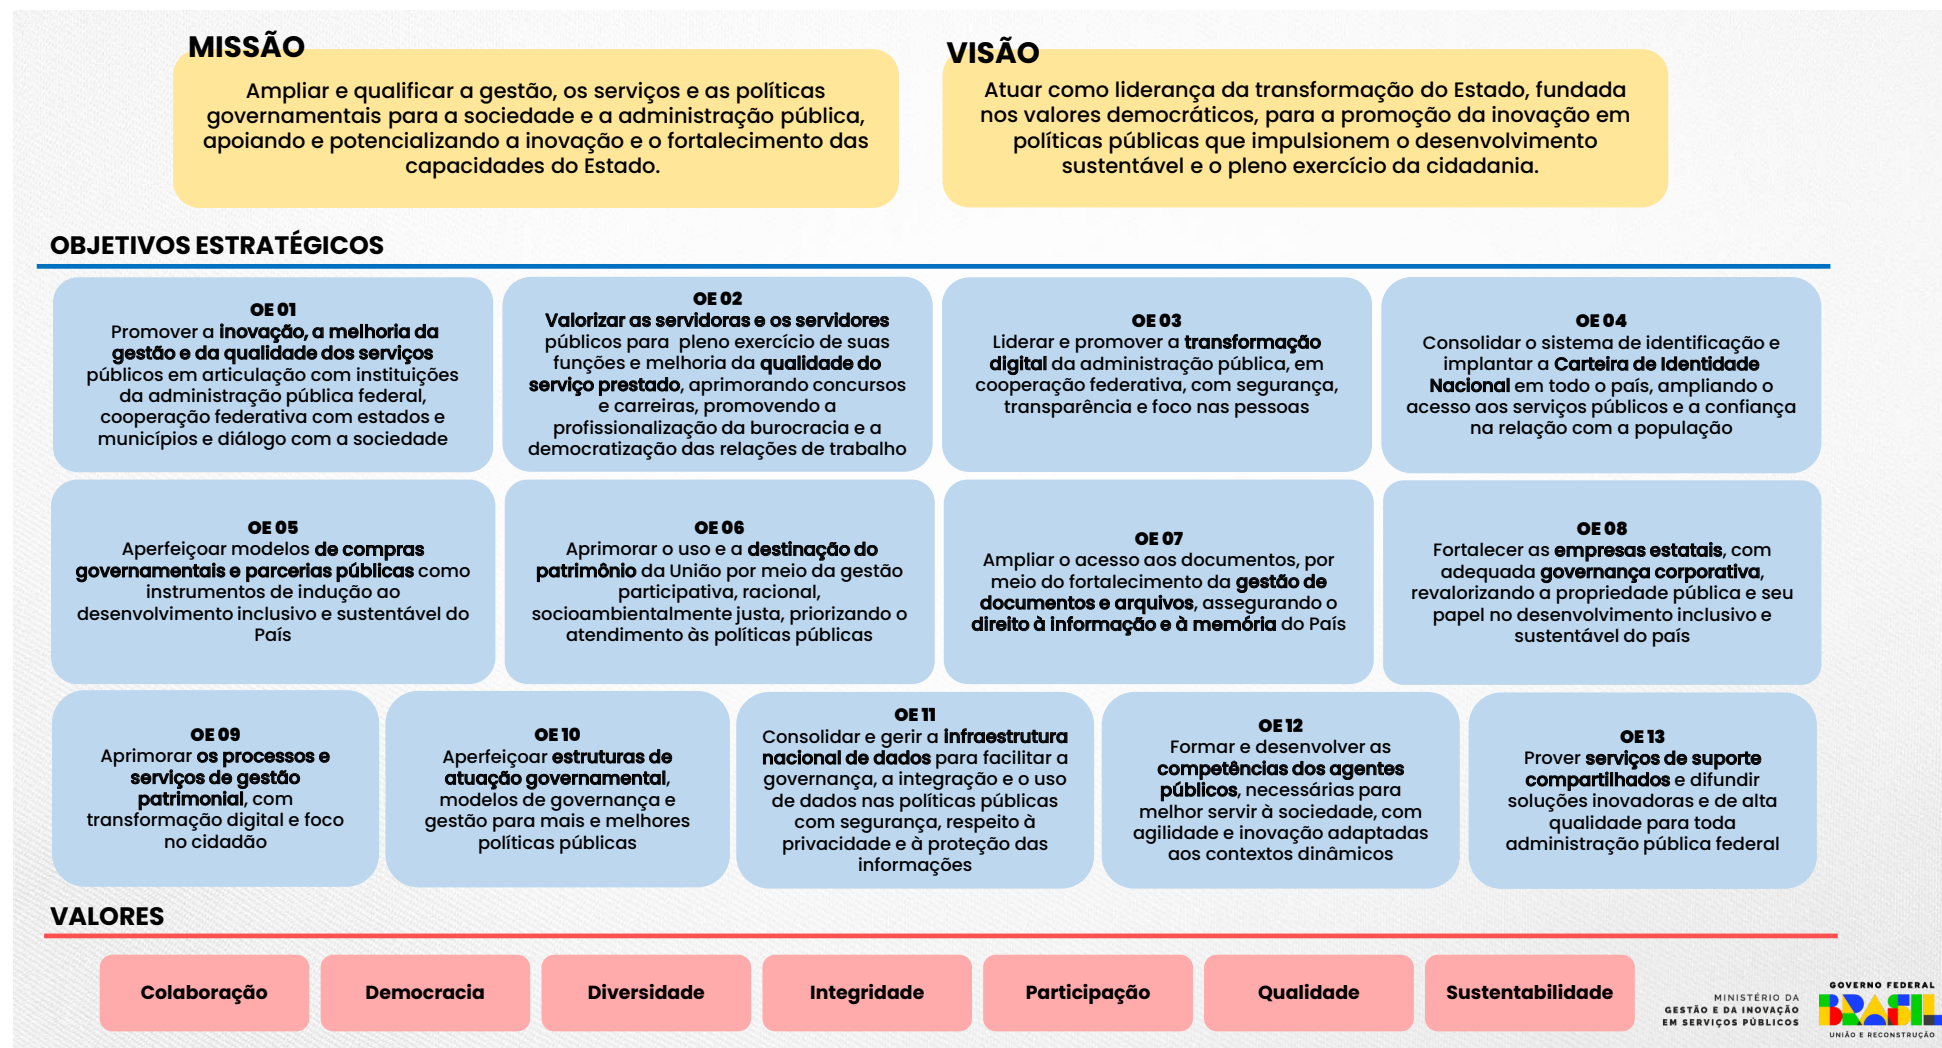 MISSÃO
Ampliar e qualificar a gestão, os serviços e as políticas
governamentais para a sociedade e a administração pública,
apoiando e potencializando a inovação e o fortalecimento das
capacidades do Estado.
VISÃO
Atuar como liderança da transformação do Estado, fundada
nos valores democráticos, para a promoção da inovação em
políticas públicas que impulsionem o desenvolvimento
sustentável e o pleno exercício da cidadania.
OBJETIVOS ESTRATÉGICOS
OE 01
Promover a inovação, a melhoria da
gestão e da qualidade dos serviços
públicos em articulação com instituições
da administração pública federal,
cooperação federativa com estados e
municípios e diálogo com a sociedade
OE 02
Valorizar as servidoras e os servidores
públicos para pleno exercício de suas
funções e melhoria da qualidade do
serviço prestado, aprimorando concursos
e carreiras, promovendo a
profissionalização da burocracia e a
democratização das relações de trabalho
OE 03
Liderar e promover a transformação
digital da administração pública, em
cooperação federativa, com segurança,
transparência e foco nas pessoas
OE 04
Consolidar o sistema de identificação e
implantar a Carteira de Identidade
Nacional em todo o país, ampliando o
acesso aos serviços públicos e a confiança
na relação com a população
OE 05
Aperfeiçoar modelos de compras
governamentais e parcerias públicas como
instrumentos de indução ao
desenvolvimento inclusivo e sustentável do
País
OE 06
Aprimorar o uso e a destinação do
patrimônio da União por meio da gestão
participativa, racional,
socioambientalmente justa, priorizando o
atendimento às políticas públicas
OE 07
Ampliar o acesso aos documentos, por
meio do fortalecimento da gestão de
documentos e arquivos, assegurando o
direito à informação e à memória do País
OE 08
Fortalecer as empresas estatais, com
adequada governança corporativa,
revalorizando a propriedade pública e seu
papel no desenvolvimento inclusivo e
sustentável do país
OE 09
Aprimorar os processos e
serviços de gestão
patrimonial, com
transformação digital e foco
no cidadão
OE 10
Aperfeiçoar estruturas de
atuação governamental,
modelos de governança e
gestão para mais e melhores
políticas públicas
OE 11
Consolidar e gerir a infraestrutura
nacional de dados para facilitar a
governança, a integração e o uso
de dados nas políticas públicas
com segurança, respeito à
privacidade e à proteção das
informações
OE 12
Formar e desenvolver as
competências dos agentes
públicos, necessárias para
melhor servir à sociedade, com
agilidade e inovação adaptadas
aos contextos dinâmicos
OE 13
Prover serviços de suporte
compartilhados e difundir
soluções inovadoras e de alta
qualidade para toda
administração pública federal
VALORES
Colaboração
Democracia
Diversidade
Integridade
Participação
Qualidade
Sustentabilidade
MINISTÉRIO DA
GESTÃO E DA INOVAÇÃO
EM SERVIÇOS PÚBLICOS
GOVERNO FEDERAL
BRASIL
UNIÃO E RECONSTRUÇÃO